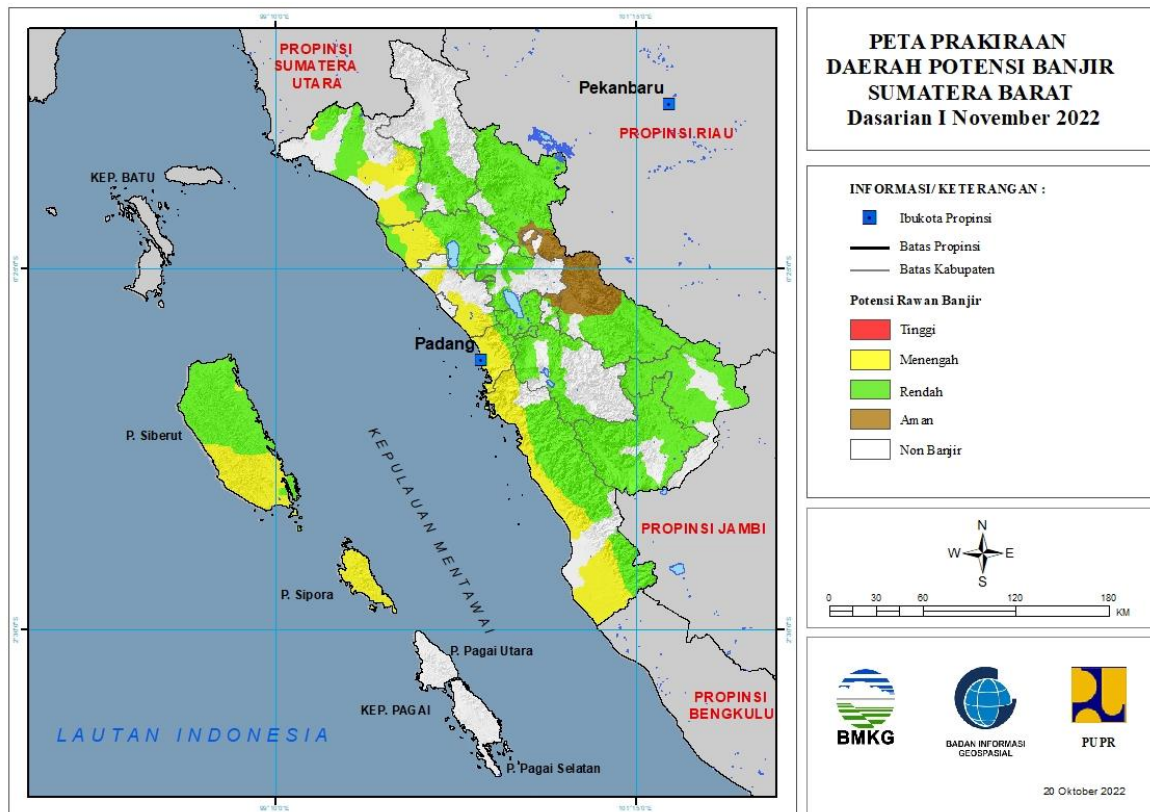 PETA PRAKIRAAN
DAERAH POTENSI BANJIR
SUMATERA BARAT
Dasarian I November 2022
INFORMASI/ KETERANGAN :
Ibukota Propinsi
Batas Propinsi
Batas Kabupaten
Potensi Rawan Banjir
Tinggi
Menengah
Rendah
Aman
Non Banjir
N
W E
S
0 30 60 120 180
KM
BMKG
BADAN INFORMASI
GEOSPASIAL
PUPR
20 Oktober 2022
PROPINSI
SUMATERA
UTARA
Pekanbaru
PROPINSI RIAU
KEP. BATU
Padang
P. Siberut
KEPULAUAN MENTAWAI
PROPINSI JAMBI
P. Sipora
P. Pagai Utara
KEP. PAGAI
PROPINSI
BENGKULU
LAUTAN INDONESIA
P. Pagai Selatan